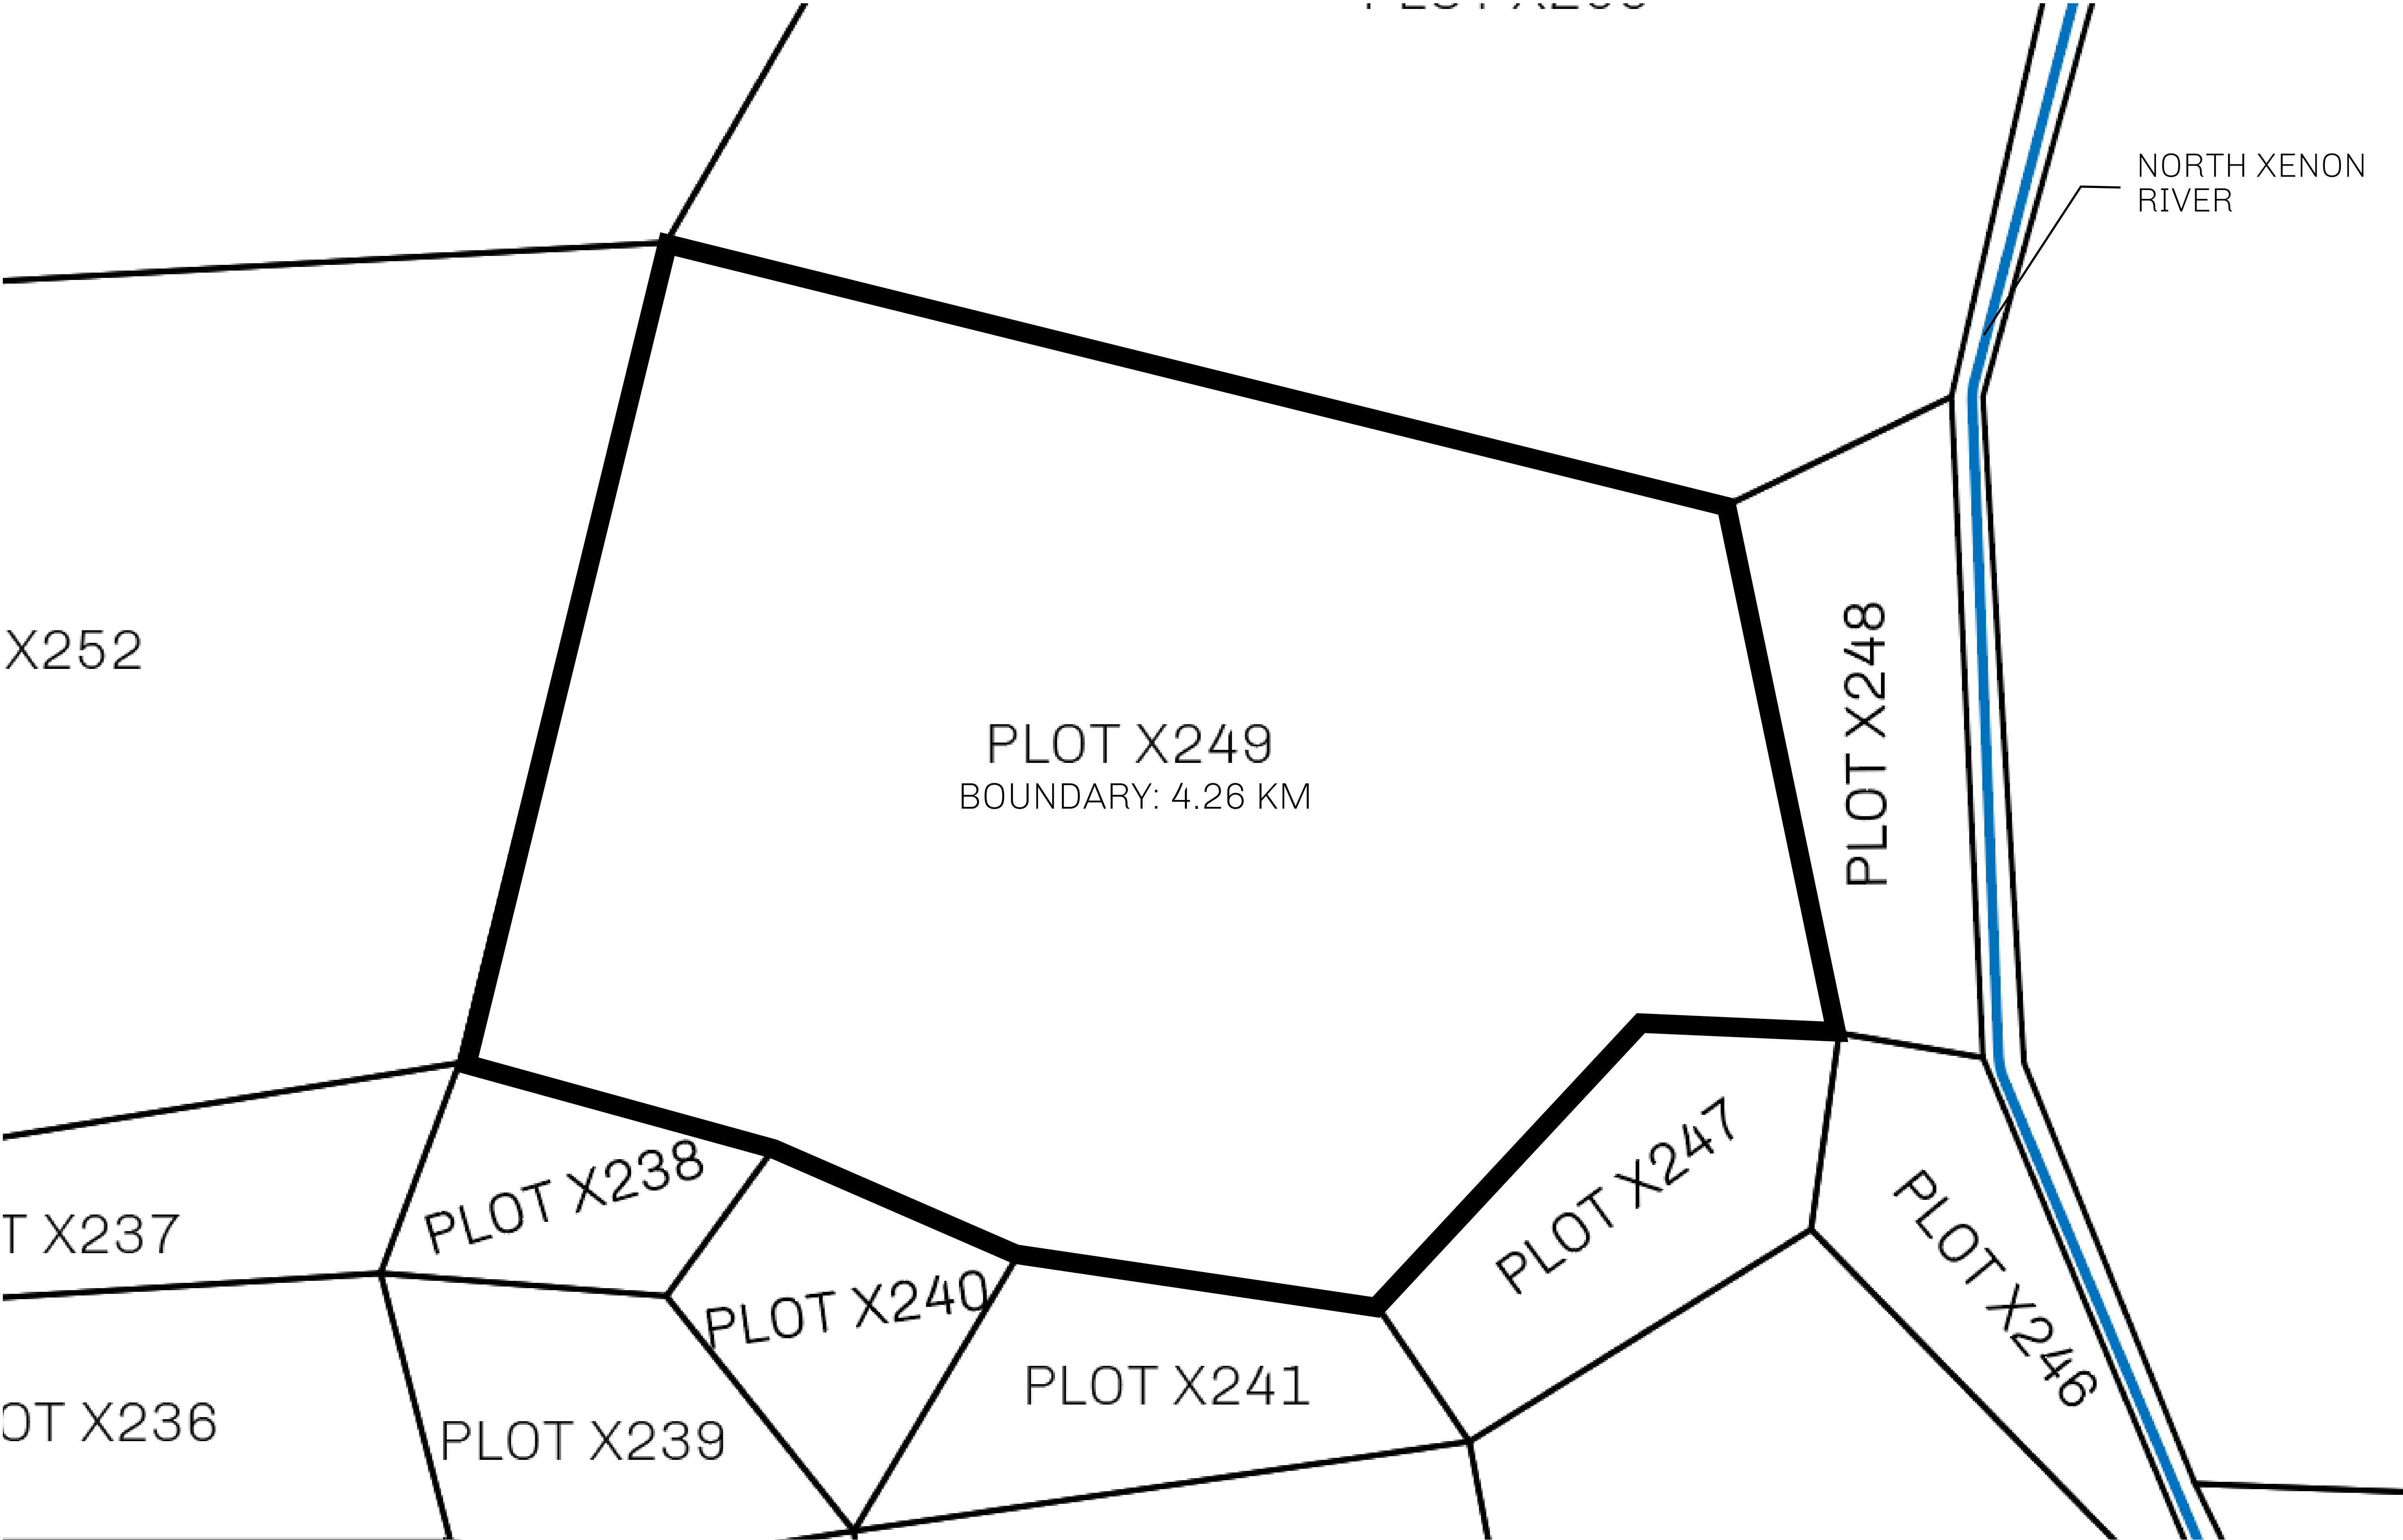 NORTH XENON
RIVER
X252
PLOT X248
PLOT X249
BOUNDARY: 4.26 KM
PLOT X247
PLOT X238
T X237
PLOT X246
PLOT X240
PLOT X241
OT X236
PLOT X239